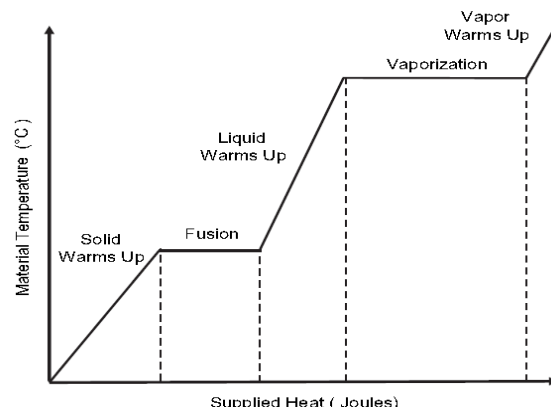 Vapor
Warms Up
Vaporization
Liquid
Warms Up
Solid
Warms Up
Fusion
Material Temperature (°C)
Supplied Heat ( Joules)